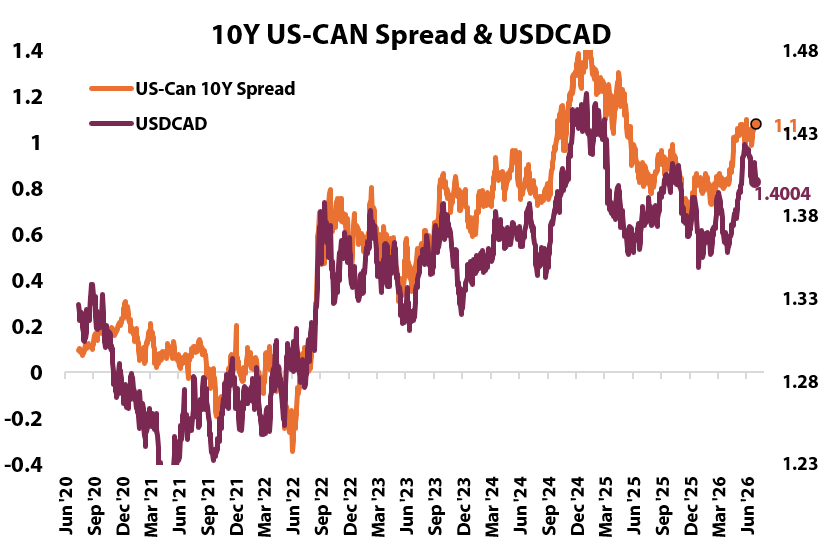 10Y US-CAN Spread & USDCAD
1.4
1.2
1
0.8
0.6
0.4
0.2
0
-0.2
-0.4
US-Can 10Y Spread
USDCAD
1.48
1.43
1.38
1.33
1.28
1.23
1.1
1.4004
Jun '20
Sep '20
Dec '20
Mar '21
Jun '21
Sep '21
Dec '21
Mar '22
Jun '22
Sep '22
Dec '22
Mar '23
Jun '23
Sep '23
Dec '23
Mar '24
Jun '24
Sep '24
Dec '24
Mar '25
Jun '25
Sep '25
Dec '25
Mar '26
Jun '26